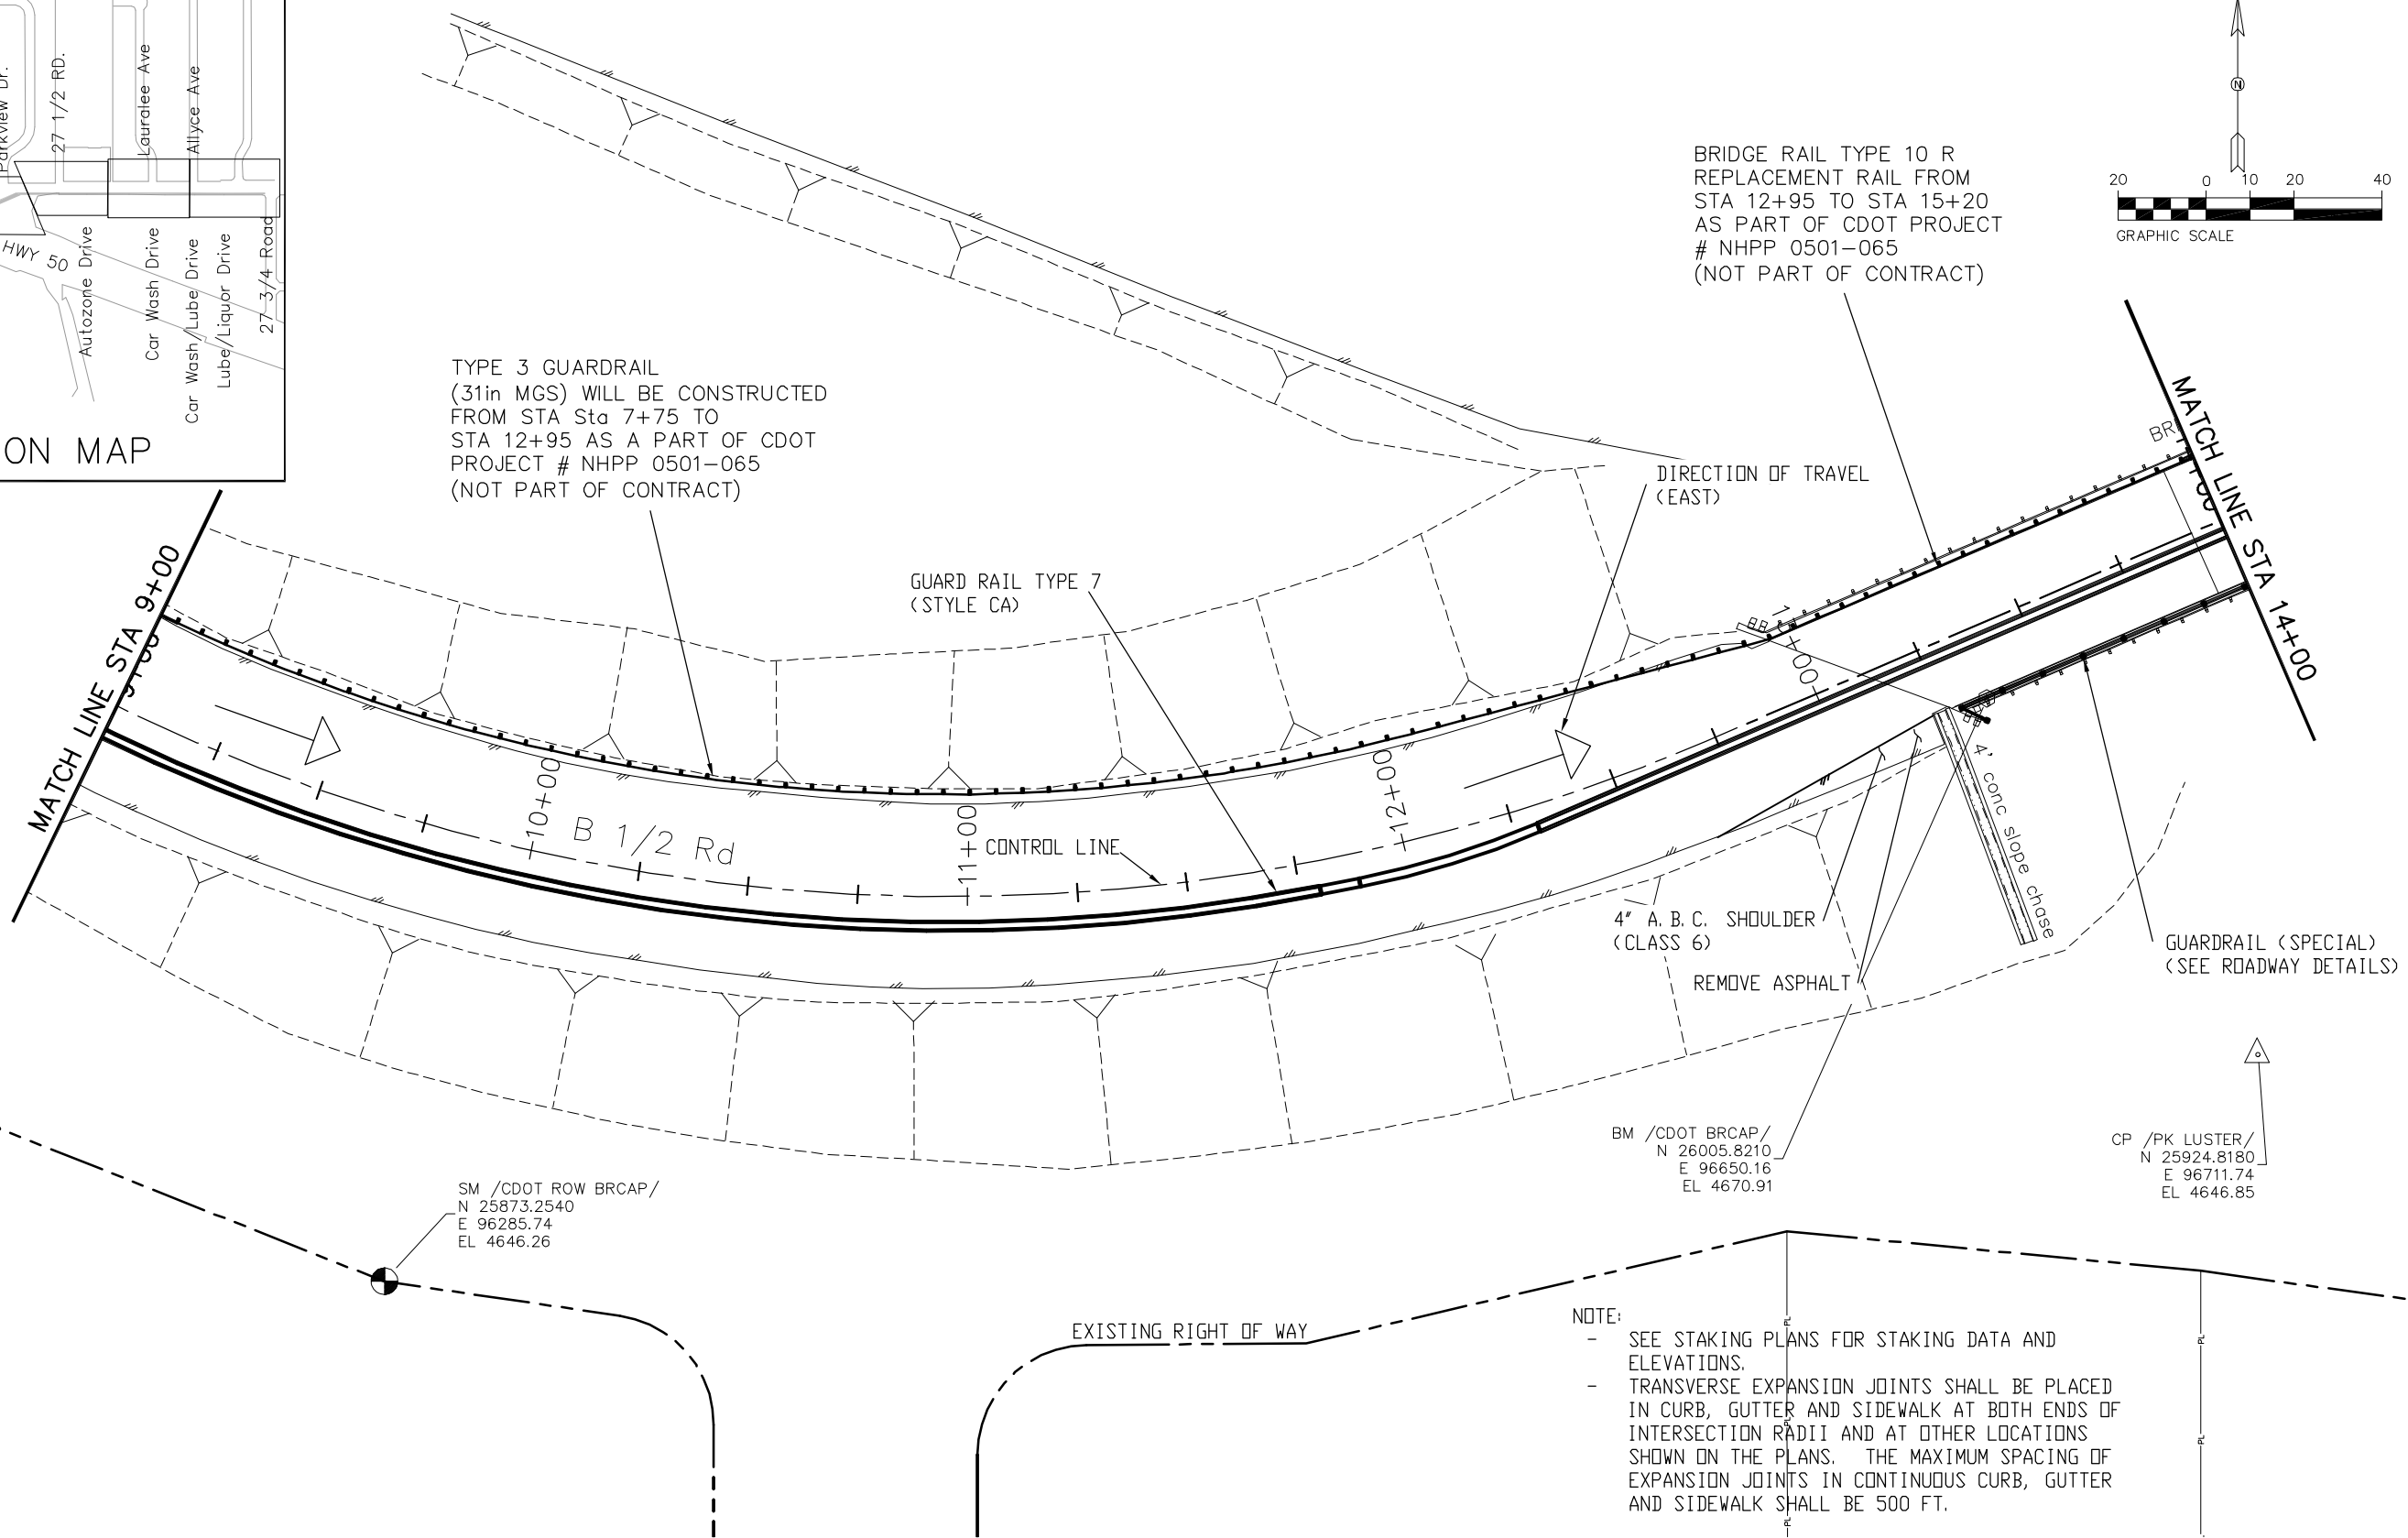 Parkview Dr.
27 1/2 RD.
Lauralee Ave
Allyce Ave
HWY 50
Autozone Drive
Car Wash Drive
Car Wash/Lube Drive
Lube/Liquor Drive
27 3/4 Road
ON MAP
N
20 0 10 20 40
GRAPHIC SCALE
BRIDGE RAIL TYPE 10 R
REPLACEMENT RAIL FROM
STA 12+95 TO STA 15+20
AS PART OF CDOT PROJECT
# NHPP 0501-065
(NOT PART OF CONTRACT)
TYPE 3 GUARDRAIL
(31in MGS) WILL BE CONSTRUCTED
FROM STA Sta 7+75 TO
STA 12+95 AS A PART OF CDOT
PROJECT # NHPP 0501-065
(NOT PART OF CONTRACT)
DIRECTION OF TRAVEL
(EAST)
GUARD RAIL TYPE 7
(STYLE CA)
MATCH LINE STA 9+00
MATCH LINE STA 14+00
BR
BB
10+00
B 1/2 Rd
11+00
CONTROL LINE
12+00
4' conc slope chase
4" A.B.C. SHOULDER
(CLASS 6)
REMOVE ASPHALT
GUARDRAIL (SPECIAL)
(SEE ROADWAY DETAILS)
BM /CDOT BRCAP/
N 26005.8210
E 96650.16
EL 4670.91
CP /PK LUSTER/
N 25924.8180
E 96711.74
EL 4646.85
SM /CDOT ROW BRCAP/
N 25873.2540
E 96285.74
EL 4646.26
EXISTING RIGHT OF WAY
NOTE:
- SEE STAKING PLANS FOR STAKING DATA AND
ELEVATIONS.
- TRANSVERSE EXPANSION JOINTS SHALL BE PLACED
IN CURB, GUTTER AND SIDEWALK AT BOTH ENDS OF
INTERSECTION RADII AND AT OTHER LOCATIONS
SHOWN ON THE PLANS. THE MAXIMUM SPACING OF
EXPANSION JOINTS IN CONTINUOUS CURB, GUTTER
AND SIDEWALK SHALL BE 500 FT.
PL
PL
PL
PL
PL